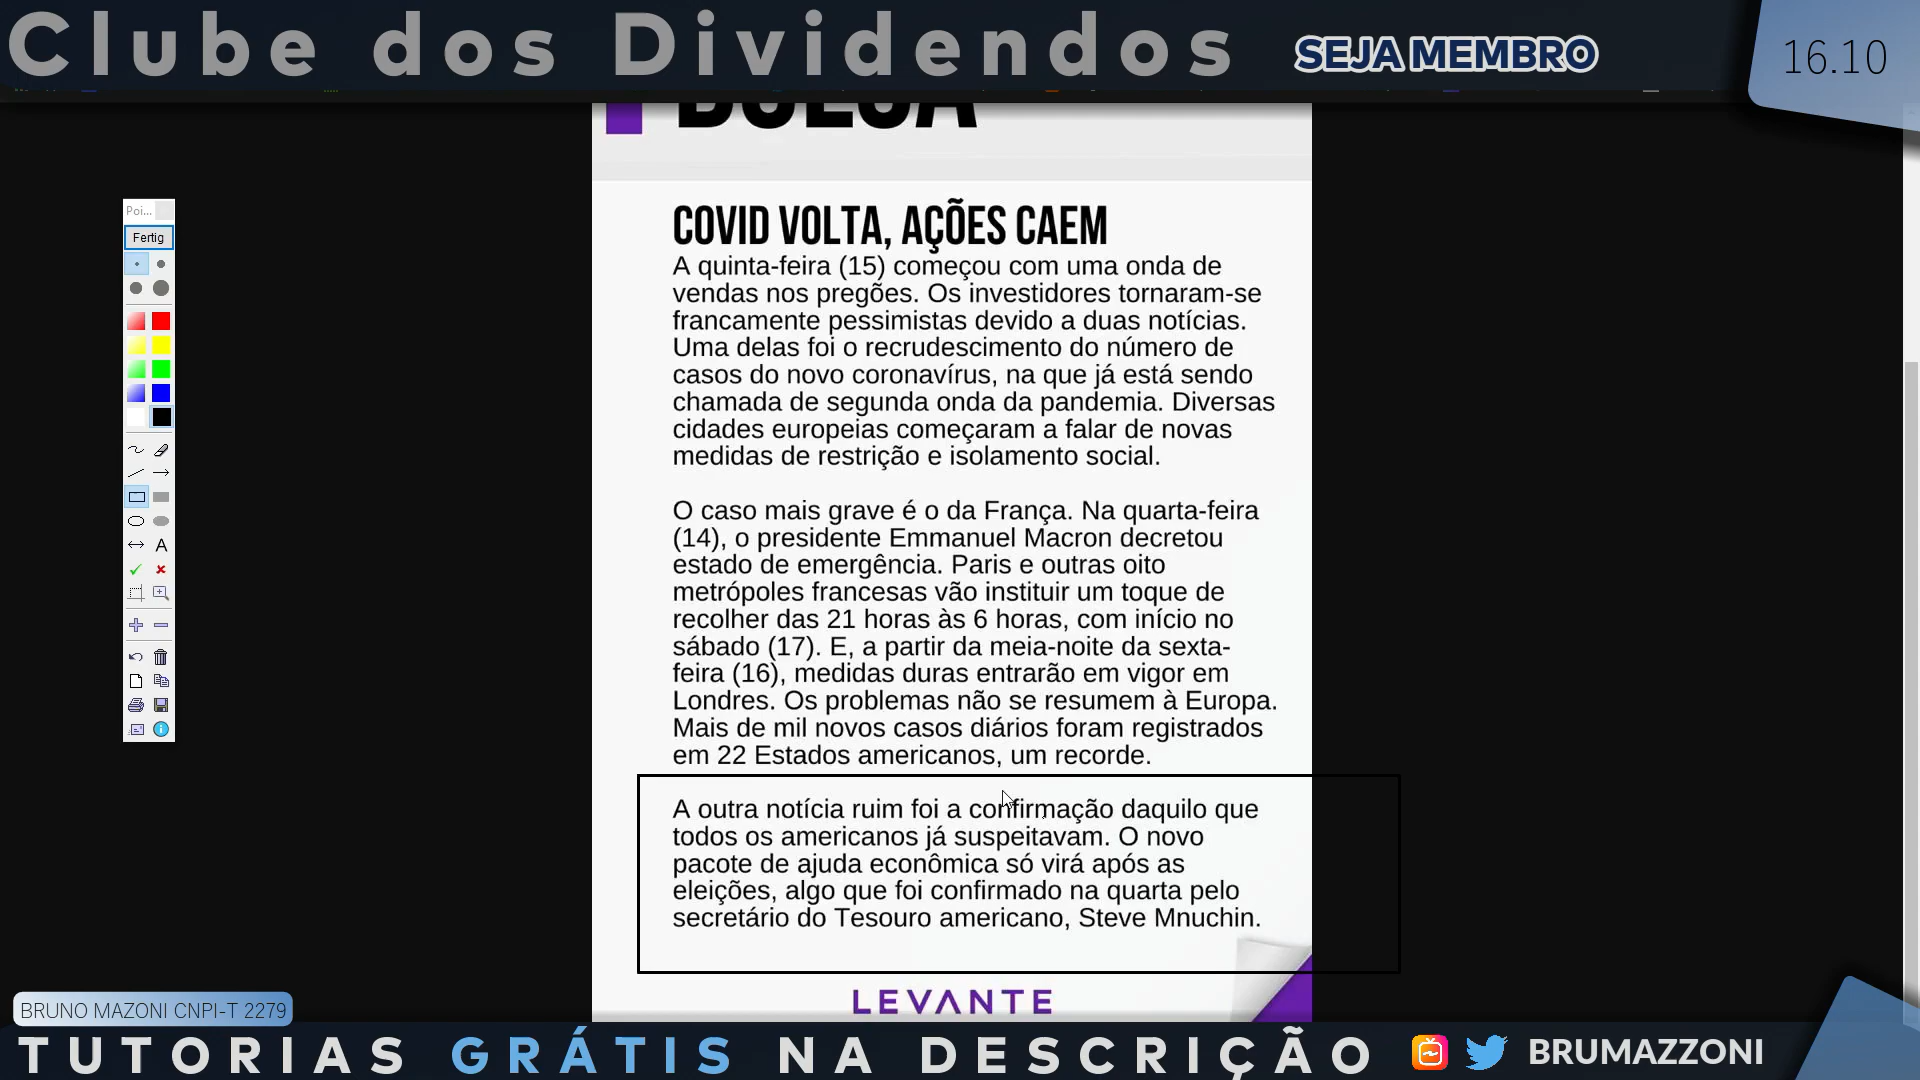 Clube dos Dividendos
SEJA MEMBRO
16.10
BOLSA
Poi...
Fertig
A
COVID VOLTA, AÇÕES CAEM
A quinta-feira (15) começou com uma onda de
vendas nos pregões. Os investidores tornaram-se
francamente pessimistas devido a duas notícias.
Uma delas foi o recrudescimento do número de
casos do novo coronavírus, na que já está sendo
chamada de segunda onda da pandemia. Diversas
cidades europeias começaram a falar de novas
medidas de restrição e isolamento social.
O caso mais grave é o da França. Na quarta-feira
(14), o presidente Emmanuel Macron decretou
estado de emergência. Paris e outras oito
metrópoles francesas vão instituir um toque de
recolher das 21 horas às 6 horas, com início no
sábado (17). E, a partir da meia-noite da sexta-
feira (16), medidas duras entrarão em vigor em
Londres. Os problemas não se resumem à Europa.
Mais de mil novos casos diários foram registrados
em 22 Estados americanos, um recorde.
A outra notícia ruim foi a confirmação daquilo que
todos os americanos já suspeitavam. O novo
pacote de ajuda econômica só virá após as
eleições, algo que foi confirmado na quarta pelo
secretário do Tesouro americano, Steve Mnuchin.
LEVANTE
BRUNO MAZONI CNPI-T 2279
TUTORIAS GRÁTIS NA DESCRIÇÃO
BRUMAZZONI